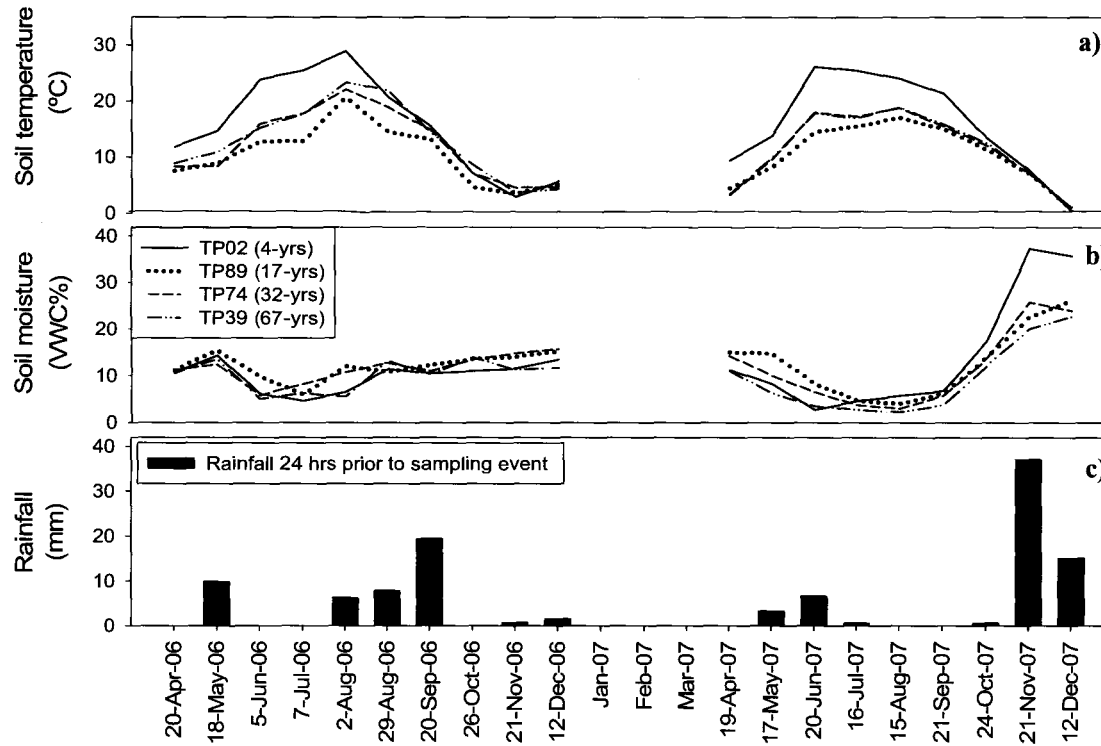 Soil temperature
(ºC)
30
20
10
0
a)
Soil moisture
(VWC%)
40
30
20
10
0
TP02 (4-yrs)
TP89 (17-yrs)
TP74 (32-yrs)
TP39 (67-yrs)
b)
Rainfall
(mm)
40
30
20
10
0
Rainfall 24 hrs prior to sampling event
c)
20-Apr-06
18-May-06
5-Jun-06
7-Jul-06
2-Aug-06
29-Aug-06
20-Sep-06
26-Oct-06
21-Nov-06
12-Dec-06
Jan-07
Feb-07
Mar-07
19-Apr-07
17-May-07
20-Jun-07
16-Jul-07
15-Aug-07
21-Sep-07
24-Oct-07
21-Nov-07
12-Dec-07